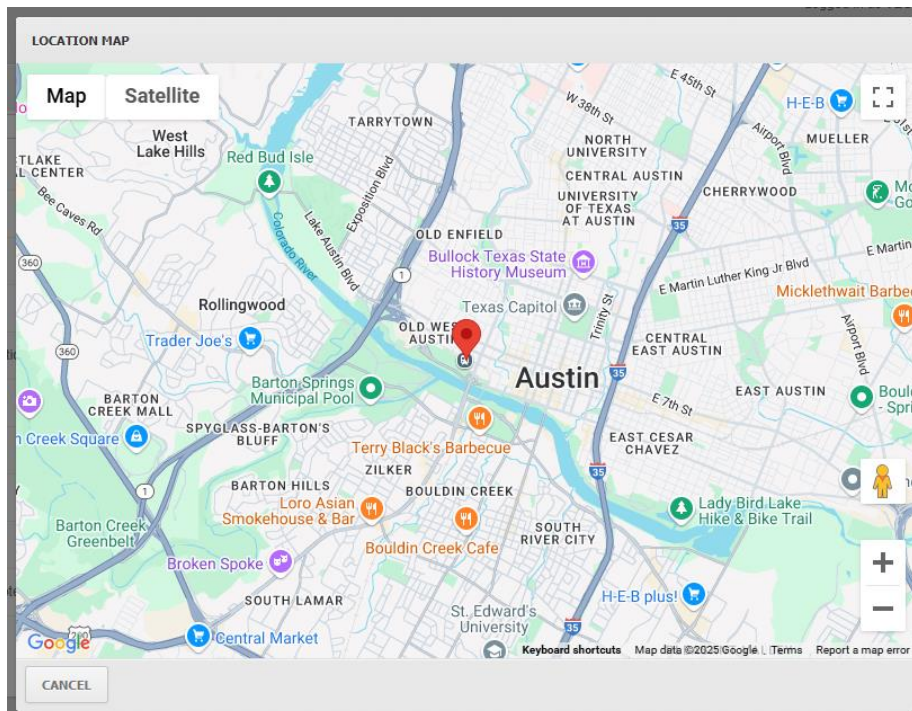 LOCATION MAP
Map
Satellite
West
Lake Hills
TARRYTOWN
E 45th St
W 38th St
H-E-B
MUELLER
Airport Blvd
Red Bud Isle
Exposition Blvd
NORTH
UNIVERSITY
CENTRAL AUSTIN
UNIVERSITY
OF TEXAS
AT AUSTIN
CHERRYWOOD
Bee Caves Rd
Colorado River
Lake Austin Blvd
OLD ENFIELD
35
360
1
Bullock Texas State
History Museum
E Martin Luther King Jr Blvd
E Martin
Micklethwait Barbec
Rollingwood
Texas Capitol
Trinity St
Airport Blvd
Trader Joe's
360
OLD WES
AUSTIN
CENTRAL
EAST AUSTIN
Austin
35
BARTON
CREEK MALL
Barton Springs
Municipal Pool
E 7th St
EAST AUSTIN
Boul
- Spri
n Creek Square
SPYGLASS-BARTON'S
BLUFF
Terry Black's Barbecue
EAST CESAR
CHAVEZ
ZILKER
35
BARTON HILLS
BOULDIN CREEK
1
Loro Asian
Smokehouse & Bar
Lady Bird Lake
Hike & Bike Trail
Barton Creek
Greenbelt
Bouldin Creek Cafe
SOUTH
RIVER CITY
Broken Spoke
SOUTH LAMAR
H-E-B plus!
St. Edward's
University
35
Central Market
290
Google
Keyboard shortcuts
Map data ©2025 Google
Terms
Report a map error
CANCEL